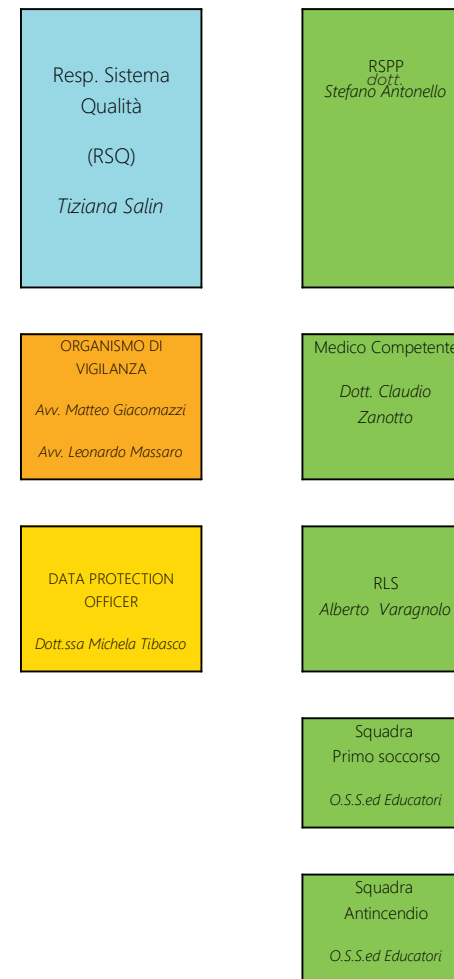 Resp. Sistema
Qualità
(RSQ)
Tiziana Salin
RSPP
dott.
Stefano Antonello
ORGANISMO DI
VIGILANZA
Avv. Matteo Giacomazzi
Avv. Leonardo Massaro
Medico Competente
Dott. Claudio
Zanotto
DATA PROTECTION
OFFICER
Dott.ssa Michela Tibasco
RLS
Alberto Varagnolo
Squadra
Primo soccorso
O.S.S.ed Educatori
Squadra
Antincendio
O.S.S.ed Educatori